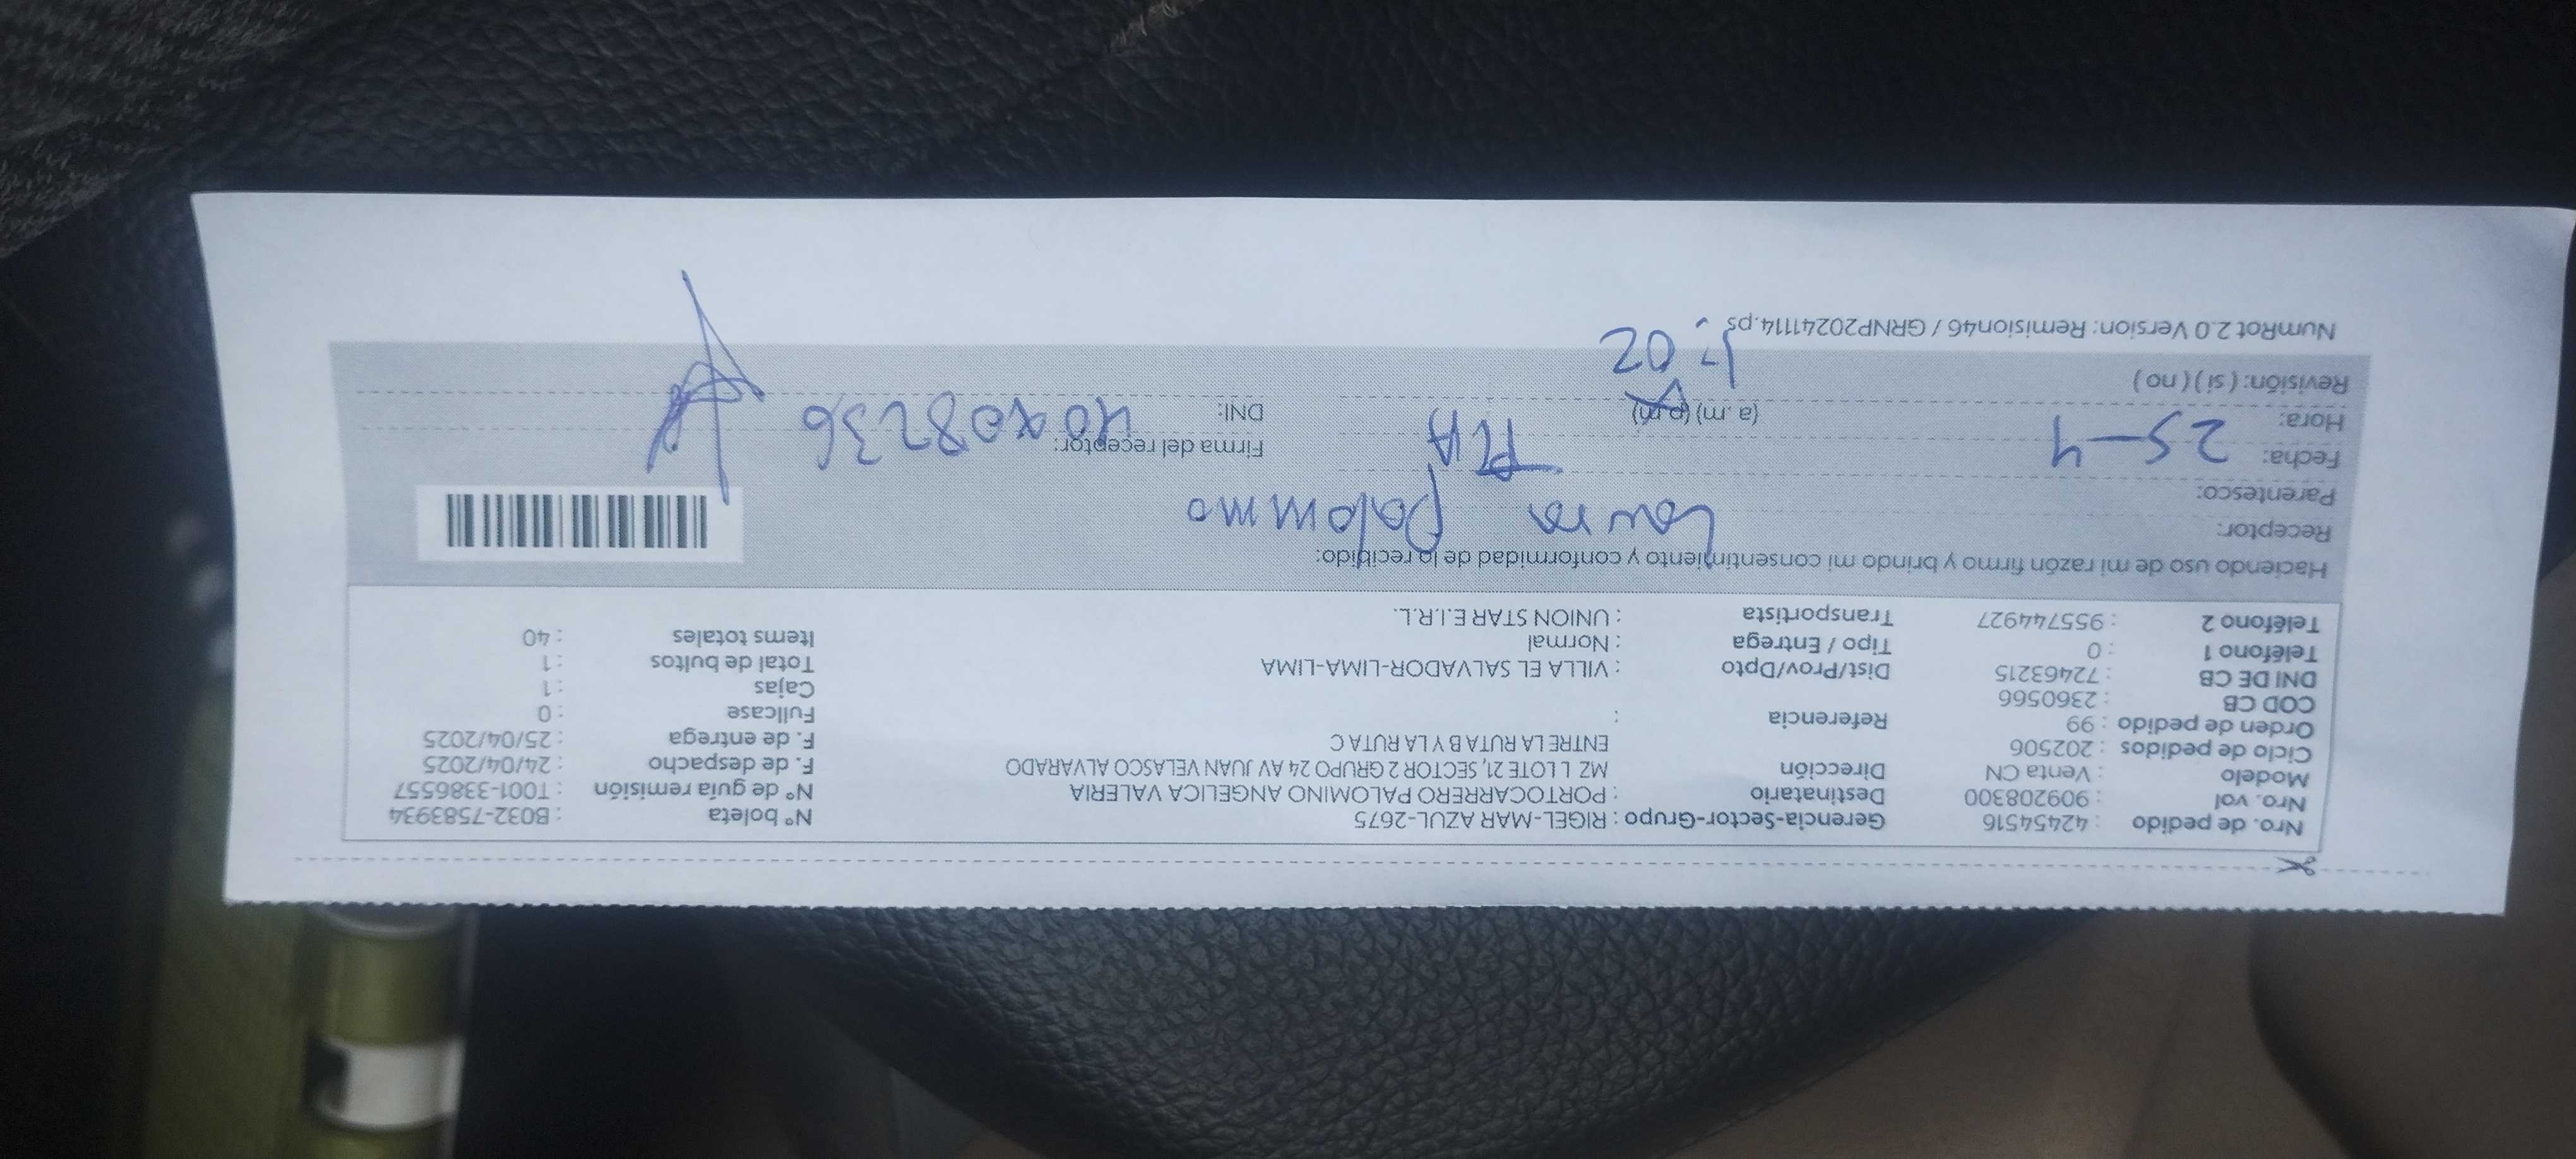 Nro. de pedido : 42454516 Gerencia-Sector-Grupo : RIGEL-MAR AZUL-2675 N° boleta : B032-7583934
Nro. vol : 909208300 Destinatario : PORTOCARRERO PALOMINO ANGELICA VALERIA N° de guía remisión : T001-3386557
Modelo : Venta CN Dirección MZ L LOTE 21, SECTOR 2 GRUPO 24 AV JUAN VELASCO ALVARADO F. de despacho : 24/04/2025
Ciclo de pedidos : 202506 ENTRE LA RUTA B Y LA RUTA C F. de entrega : 25/04/2025
Orden de pedido : 99 Referencia : Fullcase : 0
COD CB : 2360566 Cajas : 1
DNI DE CB : 72463215 Dist/Prov/Dpto : VILLA EL SALVADOR-LIMA-LIMA Total de bultos : 1
Teléfono 1 : 0 Tipo / Entrega : Normal Items totales : 40
Teléfono 2 : 955744927 Transportista : UNION STAR E.I.R.L.
Haciendo uso de mi razón firmo y brindo mi consentimiento y conformidad de lo recibido:
Receptor: Laura Palommo
Parentesco:
Fecha: 25-4 Firma del receptor:
Hora: (a.m) (p.m) DNI:
Revisión: ( si ) ( no )
NumRot 2.0 Version: Remision46 / GRNP20241114.ps